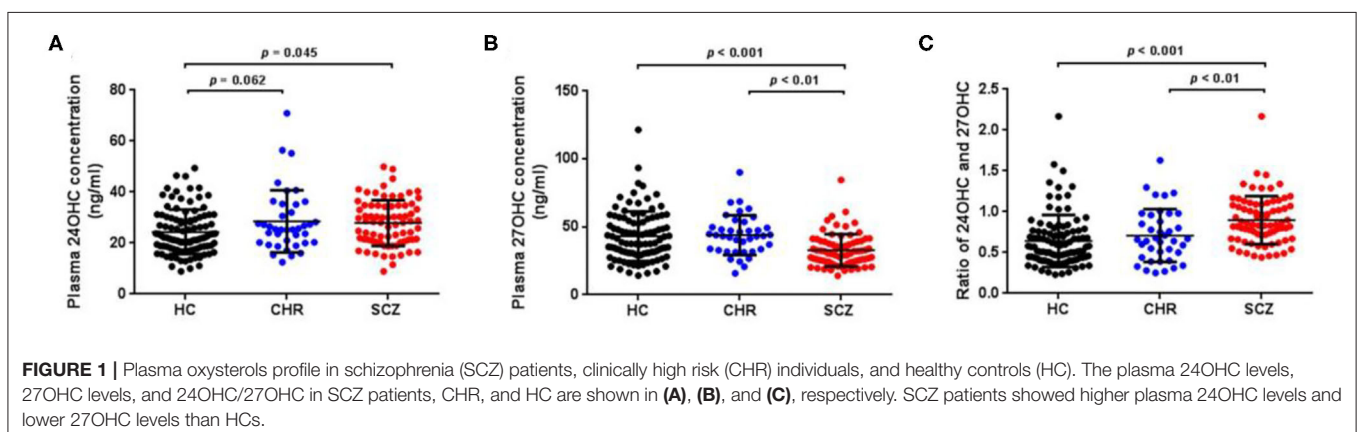 A
p = 0.045
p = 0.062
Plasma 24OHC concentration
(ng/ml)
80
60
40
20
0
HC
CHR
SCZ
B
p < 0.001
p < 0.01
Plasma 27OHC concentration
(ng/ml)
150
100
50
0
HC
CHR
SCZ
C
p < 0.001
p < 0.01
Ratio of 24OHC and 27OHC
2.5
2.0
1.5
1.0
0.5
0.0
HC
CHR
SCZ
FIGURE 1 | Plasma oxysterols profile in schizophrenia (SCZ) patients, clinically high risk (CHR) individuals, and healthy controls (HC). The plasma 24OHC levels,
27OHC levels, and 24OHC/27OHC in SCZ patients, CHR, and HC are shown in (A), (B), and (C), respectively. SCZ patients showed higher plasma 24OHC levels and
lower 27OHC levels than HCs.